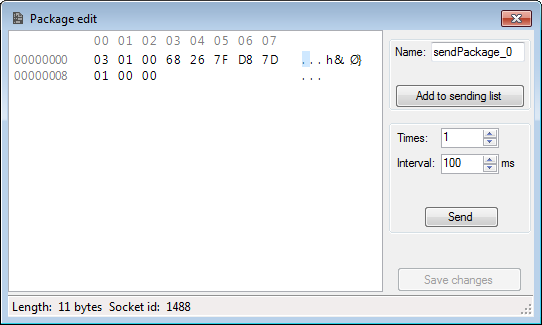 Package edit
00 01 02 03 04 05 06 07
00000000 03 01 00 68 26 7F D8 7D . . . h & Ø }
00000008 01 00 00 . . .
Name: sendPackage_0
Add to sending list
Times: 1
Interval: 100 ms
Send
Save changes
Length: 11 bytes Socket id: 1488